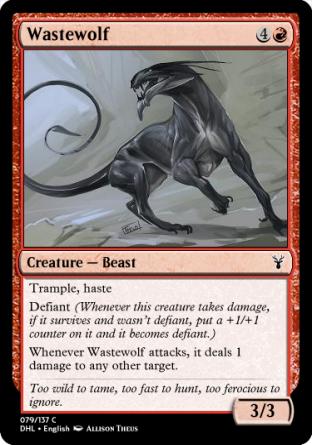 Wastewolf 4
Creature — Beast
Trample, haste
Defiant (Whenever this creature takes damage,
if it survives and wasn't defiant, put a +1/+1
counter on it and it becomes defiant.)
Whenever Wastewolf attacks, it deals 1
damage to any other target.
Too wild to tame, too fast to hunt, too ferocious to
ignore.
3/3
079/137 C
DHL • English ALLISON THEUS